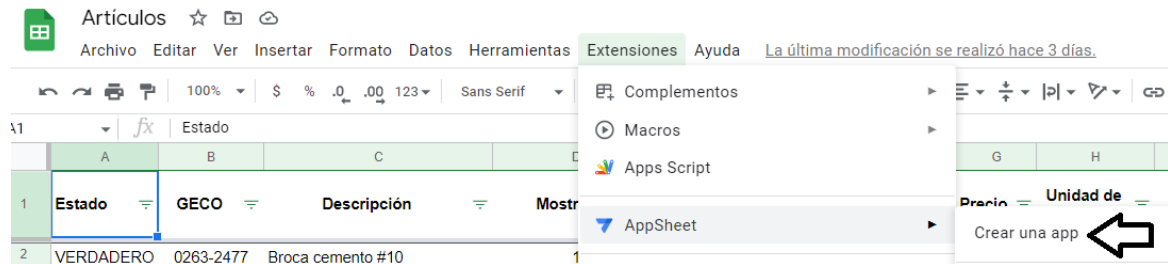 Artículos
Archivo Editar Ver Insertar Formato Datos Herramientas Extensiones Ayuda La última modificación se realizó hace 3 días.
100% $ % .0 .00 123 Sans Serif
A1 fx Estado
Complementos
Macros
Apps Script
AppSheet
Crear una app
A B C D G H
1 Estado GECO Descripción Mostr Precio Unidad de
2 VERDADERO 0263-2477 Broca cemento #10 1